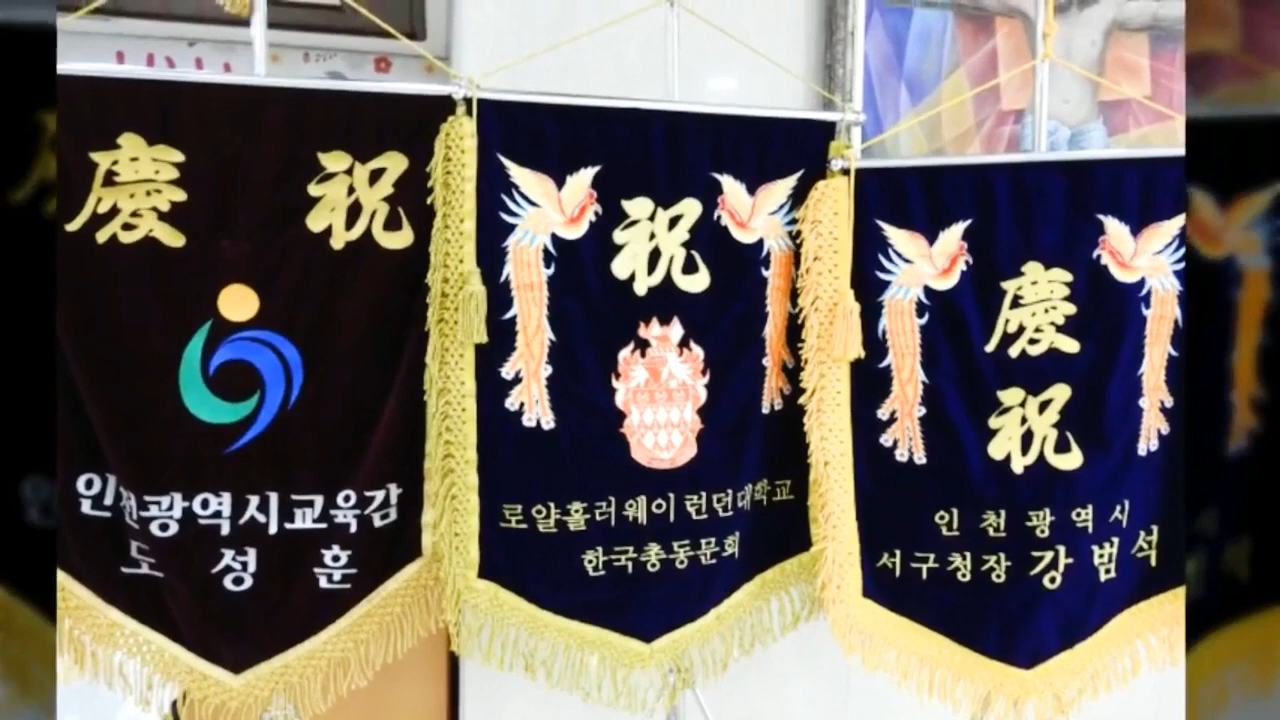 慶 祝
인천광역시교육감
도 성 훈
祝
로얄홀러웨이런던대학교
한국총동문회
慶
祝
인 천 광 역 시
서구청장 강범석